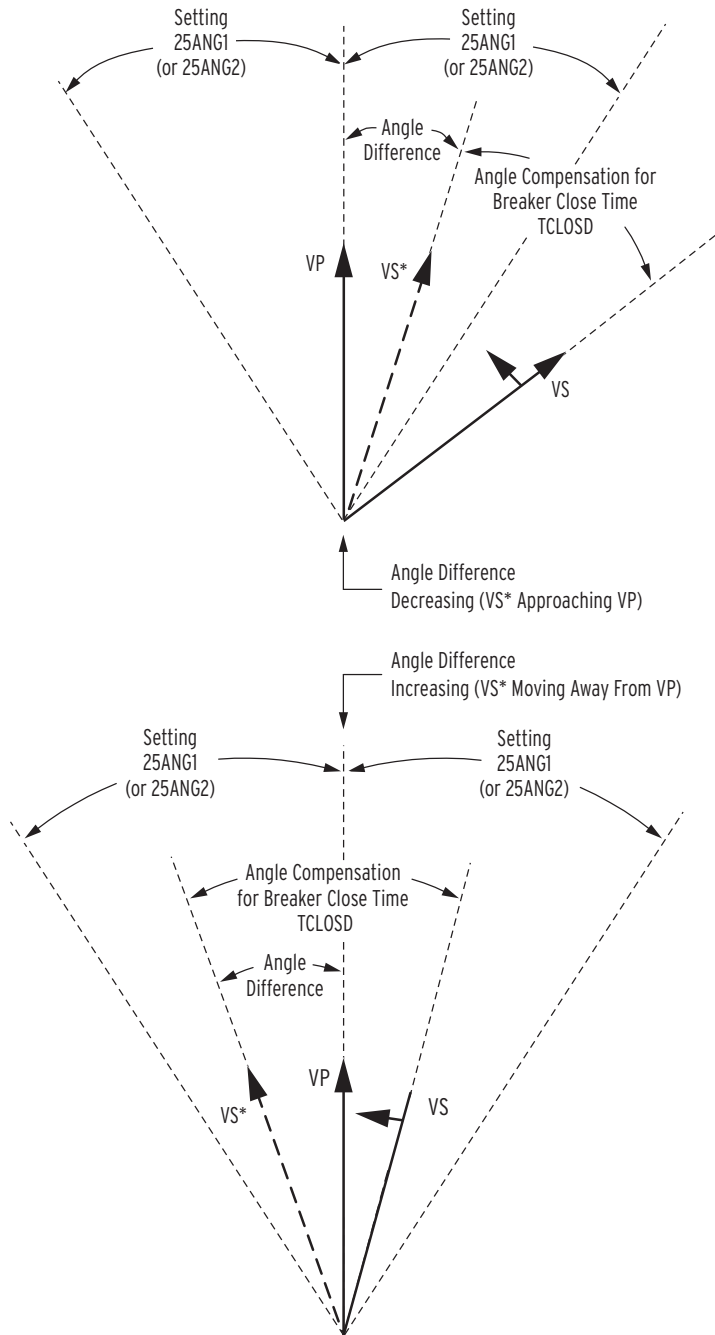 Setting
25ANG1
(or 25ANG2)
Setting
25ANG1
(or 25ANG2)
Angle
Difference
Angle Compensation for
Breaker Close Time
TCLOSD
VP
VS*
VS
Angle Difference
Decreasing (VS* Approaching VP)
Angle Difference
Increasing (VS* Moving Away From VP)
Setting
25ANG1
(or 25ANG2)
Setting
25ANG1
(or 25ANG2)
Angle Compensation
for Breaker Close Time
TCLOSD
Angle
Difference
VP
VS*
VS